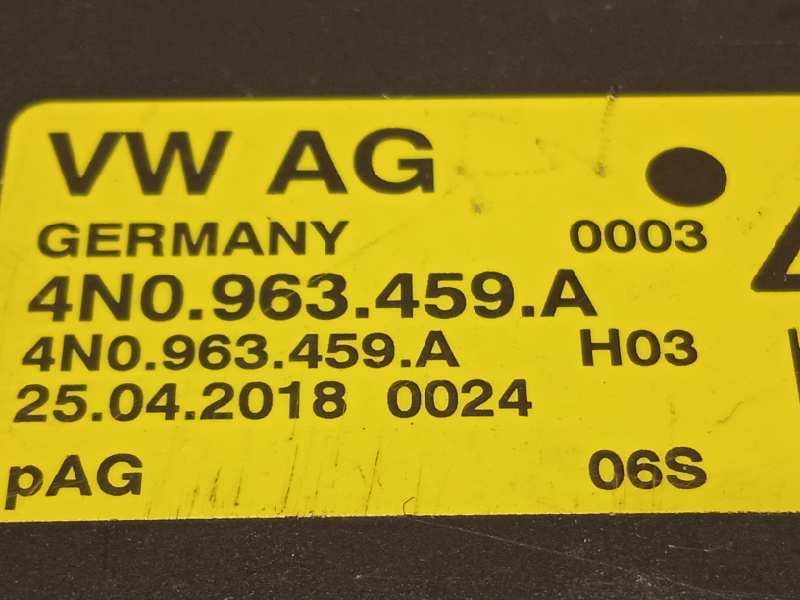 VW AG
GERMANY 0003
4N0.963.459.A
4N0.963.459.A H03
25.04.2018 0024
pAG 06S